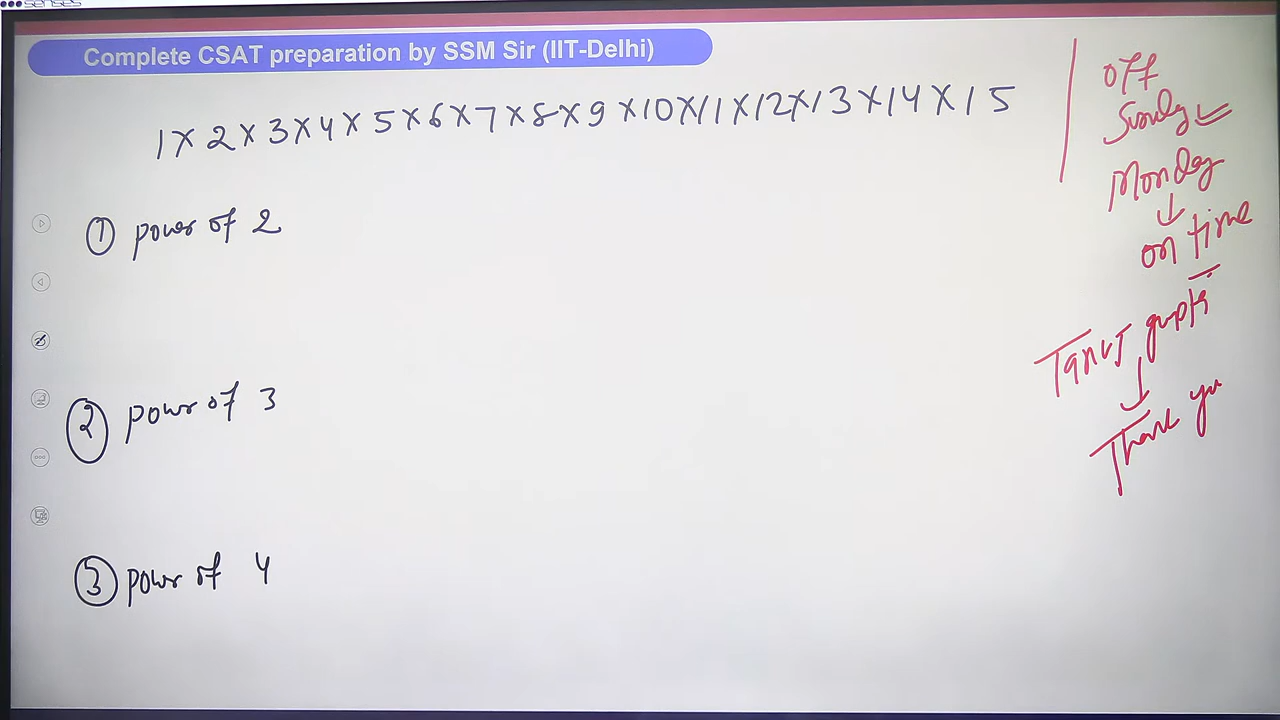 senses
Complete CSAT preparation by SSM Sir (IIT-Delhi)
1 X 2 X 3 X 4 X 5 X 6 X 7 X 8 X 9 X 10 X 11 X 12 X 13 X 14 X 15
① power of 2
② power of 3
③ power of 4
off
Sunday
Monday
on time
Tanuj gupta
Thank you